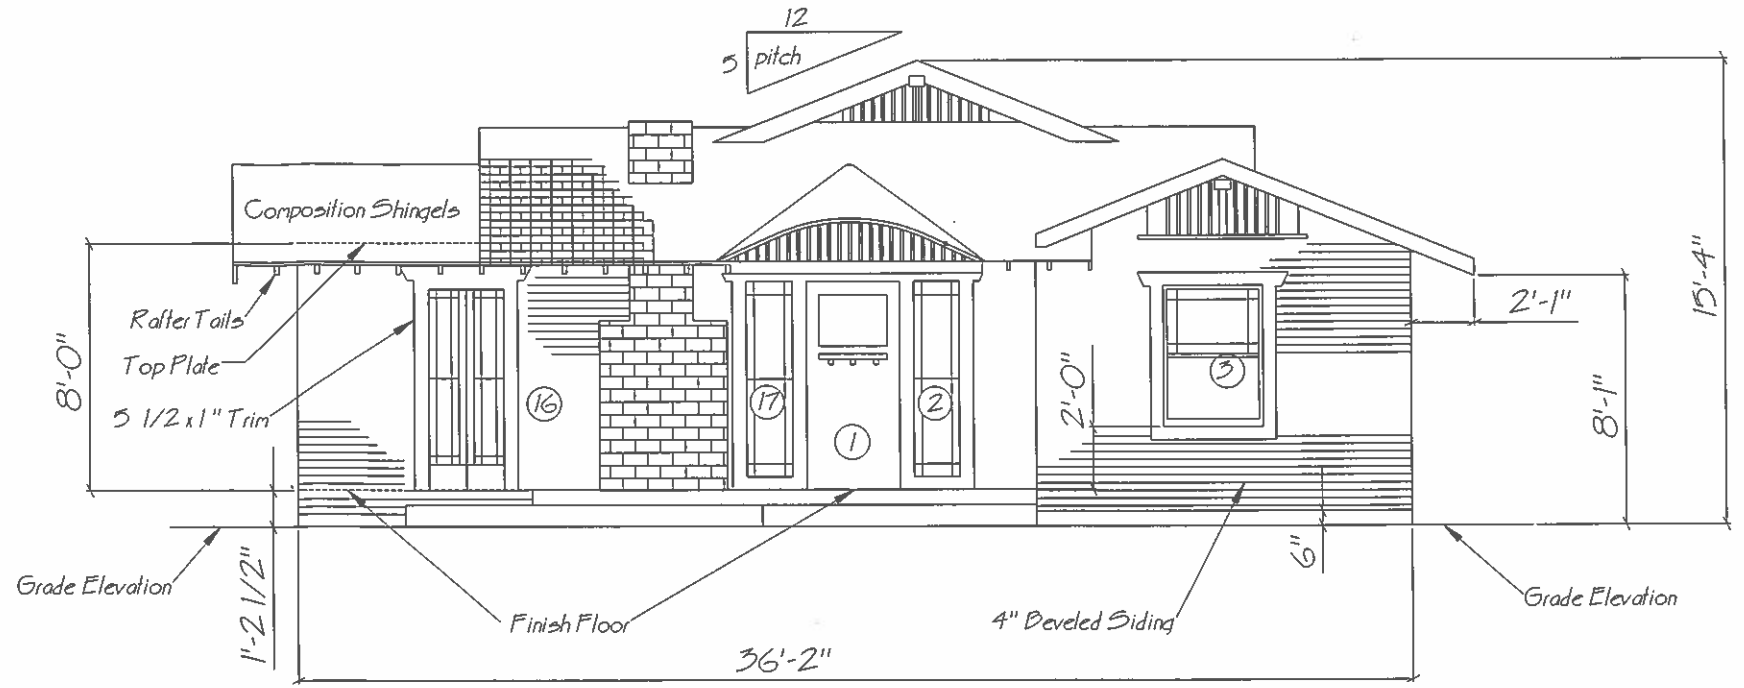 12
5 pitch
Composition Shingels
Rafter Tails
Top Plate
5 1/2 x 1" Trim
8'-0"
16
17
1
2
3
2'-0"
2'-1"
15'-4"
8'-1"
6"
Grade Elevation
1'-2 1/2"
Finish Floor
4" Beveled Siding
Grade Elevation
36'-2"